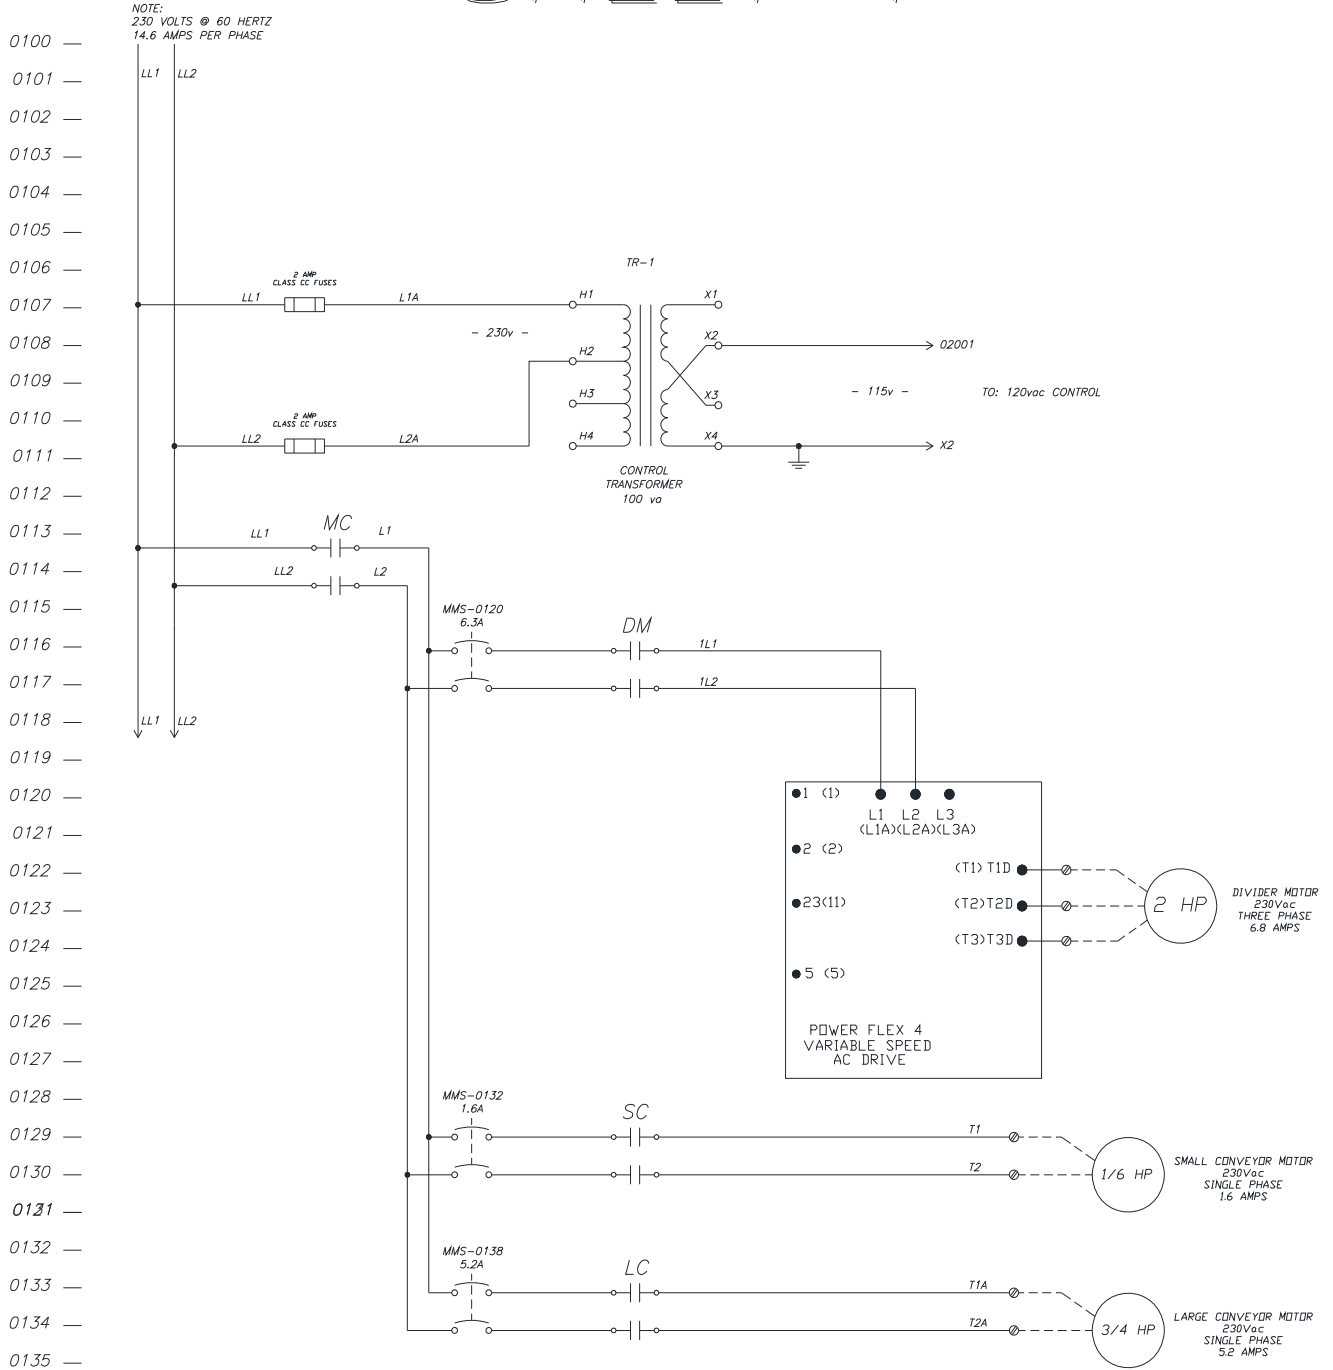 NOTE:
230 VOLTS @ 60 HERTZ
14.6 AMPS PER PHASE
0100
LL1 LL2
0101
0102
0103
0104
0105
0106
TR-1
2 AMP
CLASS CC FUSES
0107
LL1 L1A H1 X1
- 230v -
0108
H2 X2 02001
0109
H3 X3 - 115v - TO: 120vac CONTROL
0110
2 AMP
CLASS CC FUSES
LL2 L2A H4 X4 X2
0111
CONTROL
TRANSFORMER
100 va
0112
0113
MC
LL1 L1
0114
LL2 L2
0115
MMS-0120
6.3A
DM
0116
1L1
0117
1L2
0118
LL1 LL2
0119
0120
1 (1)
L1 L2 L3
(L1A)(L2A)(L3A)
0121
2 (2)
0122
(T1) T1D
0123
23(11) (T2)T2D 2 HP
DIVIDER MOTOR
230Vac
THREE PHASE
6.8 AMPS
0124
(T3)T3D
0125
5 (5)
0126
POWER FLEX 4
VARIABLE SPEED
AC DRIVE
0127
0128
MMS-0132
1.6A
SC
0129
T1
0130
T2 1/6 HP
SMALL CONVEYOR MOTOR
230Vac
SINGLE PHASE
1.6 AMPS
0132
MMS-0138
5.2A
LC
0133
T1A
0134
T2A 3/4 HP
LARGE CONVEYOR MOTOR
230Vac
SINGLE PHASE
5.2 AMPS
0135